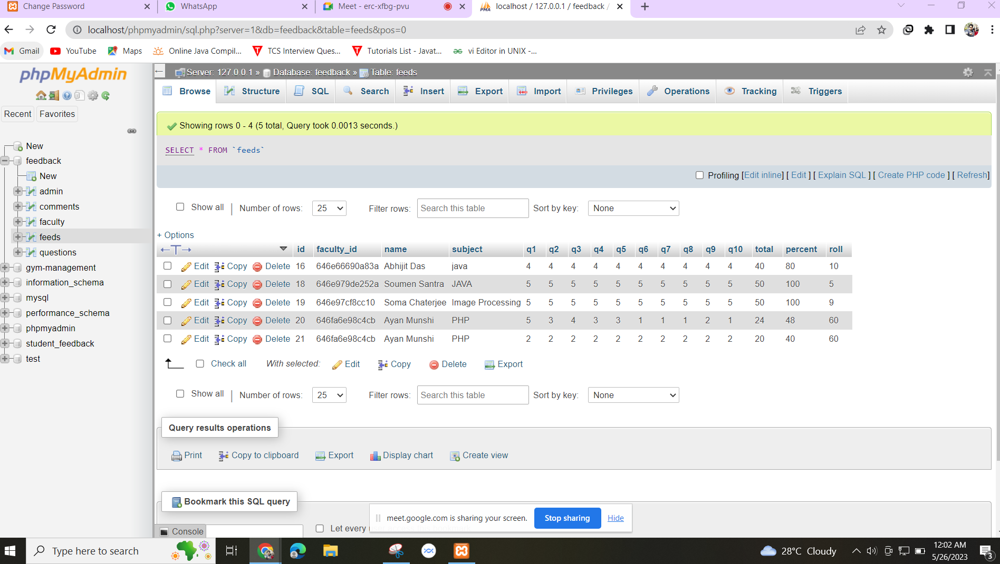 Change Password
WhatsApp
Meet - erc-xfbg-pvu
localhost / 127.0.0.1 / feedback /
localhost/phpmyadmin/sql.php?server=1&db=feedback&table=feeds&pos=0
Gmail YouTube Maps Online Java Compil... TCS Interview Ques... Tutorials List - Javat... vi Editor in UNIX -...
phpMyAdmin
Recent Favorites
New
feedback
New
admin
comments
faculty
feeds
questions
gym-management
information_schema
mysql
performance_schema
phpmyadmin
student_feedback
test
Server: 127.0.0.1 » Database: feedback » Table: feeds
Browse Structure SQL Search Insert Export Import Privileges Operations Tracking Triggers
Showing rows 0 - 4 (5 total, Query took 0.0013 seconds.)
SELECT * FROM `feeds`
Profiling [Edit inline] [ Edit ] [ Explain SQL ] [ Create PHP code ] [ Refresh]
Show all | Number of rows: 25 Filter rows: Search this table Sort by key: None
+ Options
←T→ id faculty_id name subject q1 q2 q3 q4 q5 q6 q7 q8 q9 q10 total percent roll
Edit Copy Delete 16 646e66690a83a Abhijit Das java 4 4 4 4 4 4 4 4 4 4 40 80 10
Edit Copy Delete 18 646e979de252a Soumen Santra JAVA 5 5 5 5 5 5 5 5 5 5 50 100 5
Edit Copy Delete 19 646e97cf8cc10 Soma Chaterjee Image Processing 5 5 5 5 5 5 5 5 5 5 50 100 9
Edit Copy Delete 20 646fa6e98c4cb Ayan Munshi PHP 5 3 4 3 3 1 1 1 2 1 24 48 60
Edit Copy Delete 21 646fa6e98c4cb Ayan Munshi PHP 2 2 2 2 2 2 2 2 2 2 20 40 60
Check all With selected: Edit Copy Delete Export
Show all | Number of rows: 25 Filter rows: Search this table Sort by key: None
Query results operations
Print Copy to clipboard Export Display chart Create view
Bookmark this SQL query
Console
Let every
meet.google.com is sharing your screen. Stop sharing Hide
Type here to search
28°C Cloudy
12:02 AM
5/26/2023
3